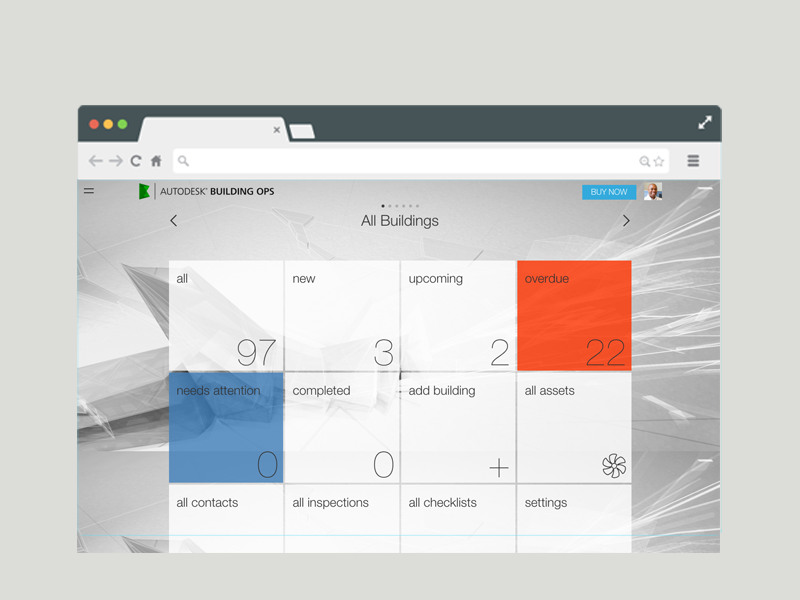 AUTODESK® BUILDING OPS
BUY NOW
All Buildings
all
new
upcoming
overdue
97
3
2
22
needs attention
completed
add building
all assets
0
0
all contacts
all inspections
all checklists
settings